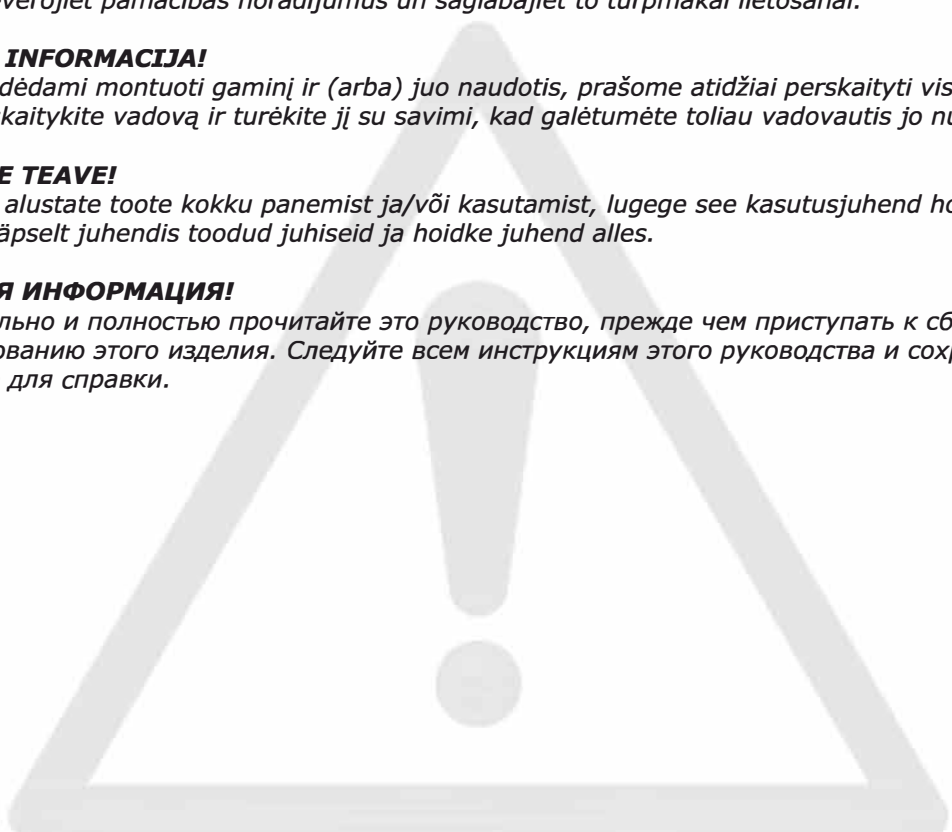 vērojiet pamācības norādījumus un saglabājiet to turpmākai lietošanai.
INFORMACIJA!
dėdami montuoti gaminį ir (arba) juo naudotis, prašome atidžiai perskaityti vis
kaitykite vadovą ir turėkite jį su savimi, kad galėtumėte toliau vadovautis jo nu
E TEAVE!
alustate toote kokku panemist ja/või kasutamist, lugege see kasutusjuhend ho
äpselt juhendis toodud juhiseid ja hoidke juhend alles.
Я ИНФОРМАЦИЯ!
льно и полностью прочитайте это руководство, прежде чем приступать к сб
ованию этого изделия. Следуйте всем инструкциям этого руководства и сохр
для справки.